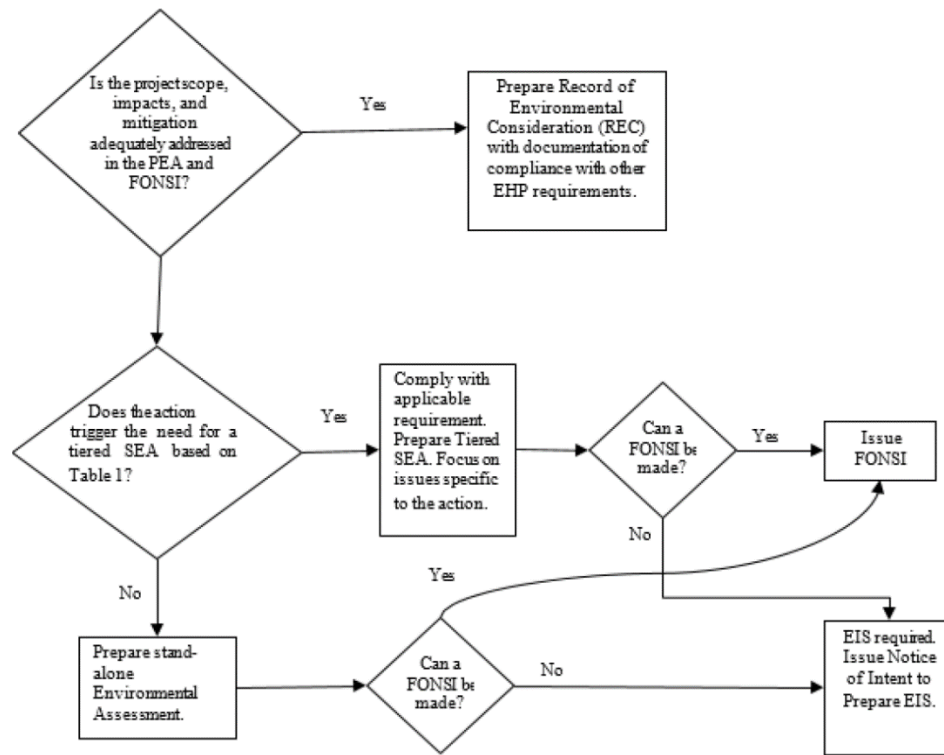 Is the project scope,
impacts, and
mitigation
adequately addressed
in the PEA and
FONSI?
Yes
Prepare Record of
Environmental
Consideration (REC)
with documentation of
compliance with other
EHP requirements.
Does the action
trigger the need for a
tiered SEA based on
Table 1?
Yes
Comply with
applicable
requirement.
Prepare Tiered
SEA. Focus on
issues specific
to the action.
Can a
FONSI be
made?
Yes
Issue
FONSI
No
No
Prepare stand-
alone
Environmental
Assessment.
Can a
FONSI be
made?
Yes
No
EIS required.
Issue Notice
of Intent to
Prepare EIS.